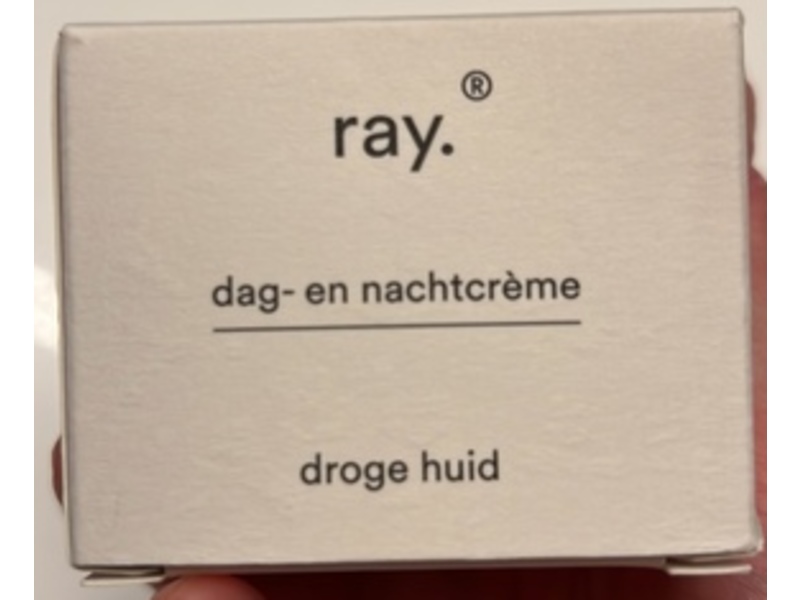 ray.®
dag- en nachtcrème
droge huid